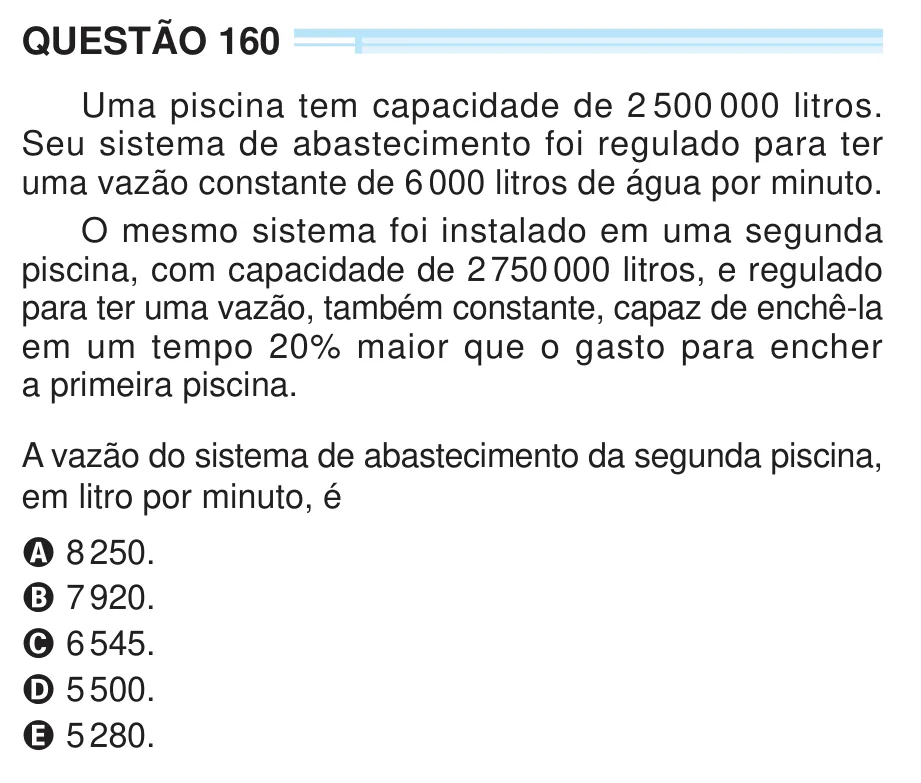 QUESTÃO 160
Uma piscina tem capacidade de 2 500 000 litros.
Seu sistema de abastecimento foi regulado para ter
uma vazão constante de 6 000 litros de água por minuto.
O mesmo sistema foi instalado em uma segunda
piscina, com capacidade de 2 750 000 litros, e regulado
para ter uma vazão, também constante, capaz de enchê-la
em um tempo 20% maior que o gasto para encher
a primeira piscina.
A vazão do sistema de abastecimento da segunda piscina,
em litro por minuto, é
A 8 250.
B 7 920.
C 6 545.
D 5 500.
E 5 280.